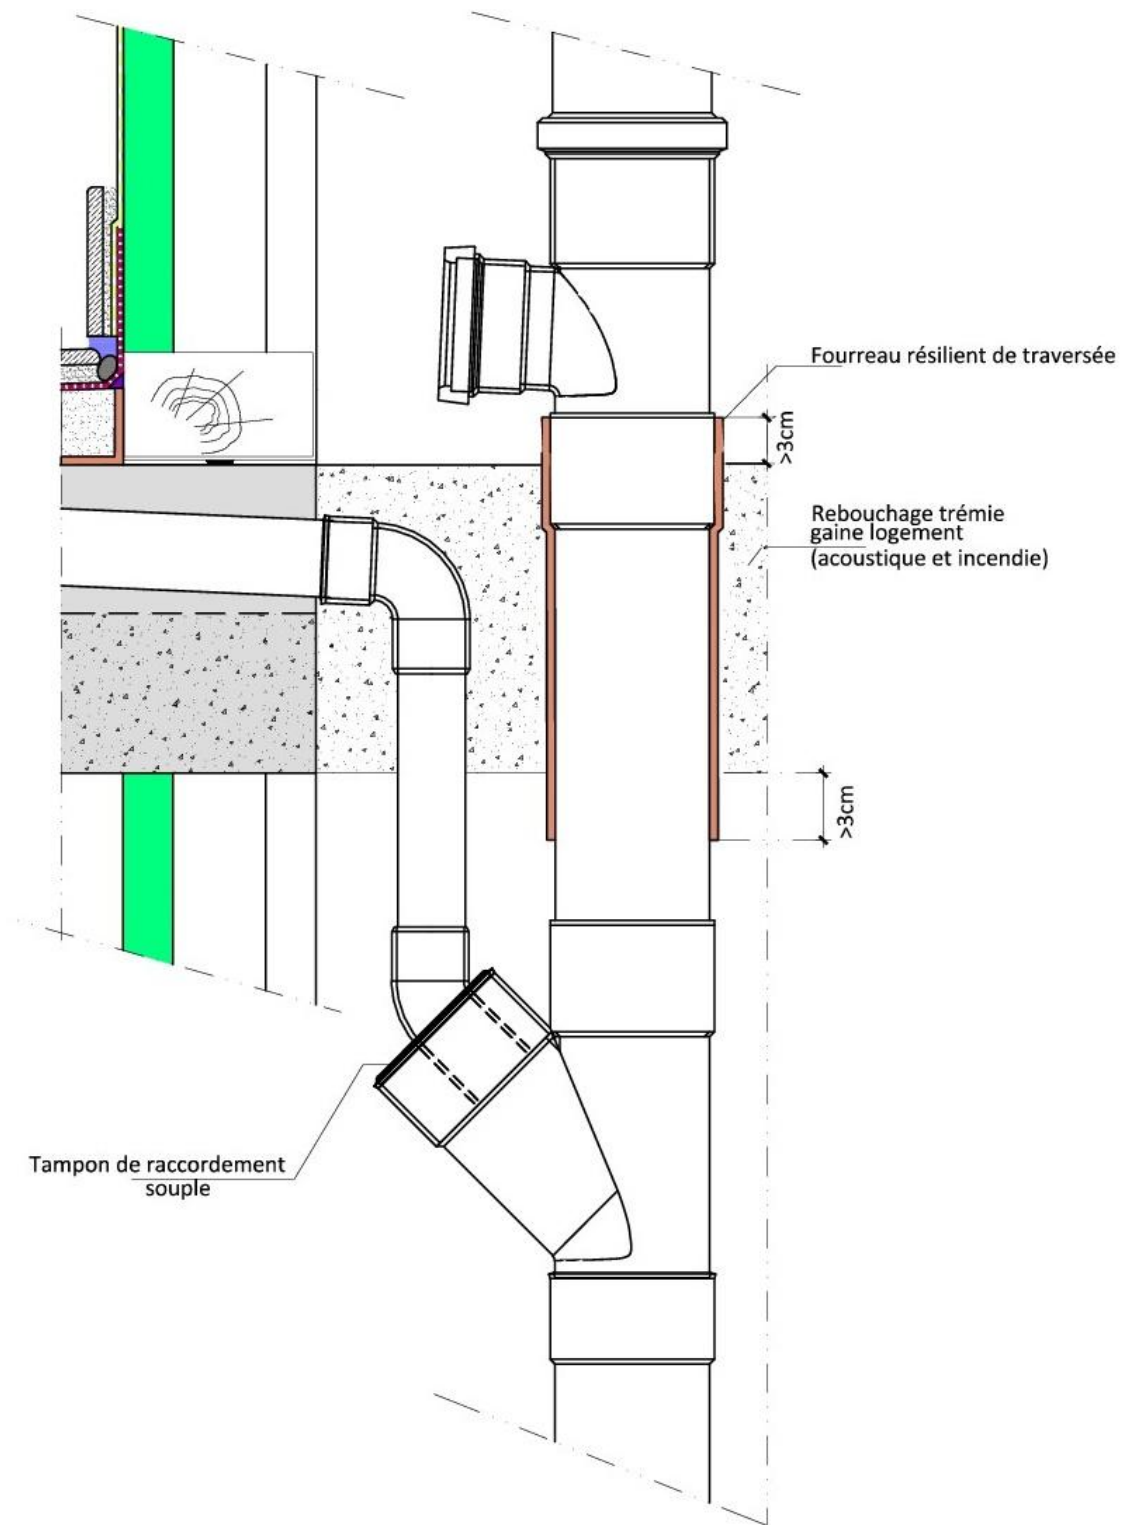 Fourreau résilient de traversée
>3cm
Rebouchage trémie
gaine logement
(acoustique et incendie)
>3cm
Tampon de raccordement
souple